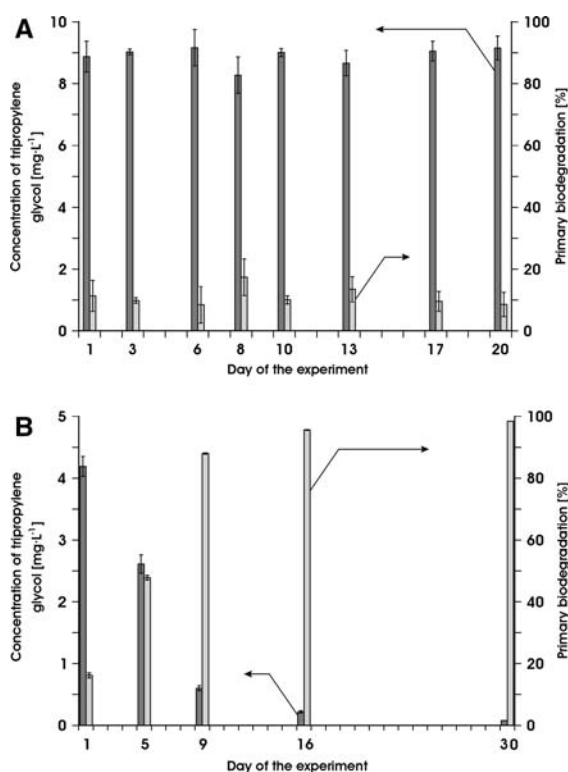 A
Concentration of tripropylene
glycol [mg·L⁻¹]
10
8
6
4
2
0
100
80
60
40
20
0
Primary biodegradation [%]
1 3 6 8 10 13 17 20
Day of the experiment
B
Concentration of tripropylene
glycol [mg·L⁻¹]
5
4
3
2
1
0
100
80
60
40
20
0
Primary biodegradation [%]
1 5 9 16 30
Day of the experiment